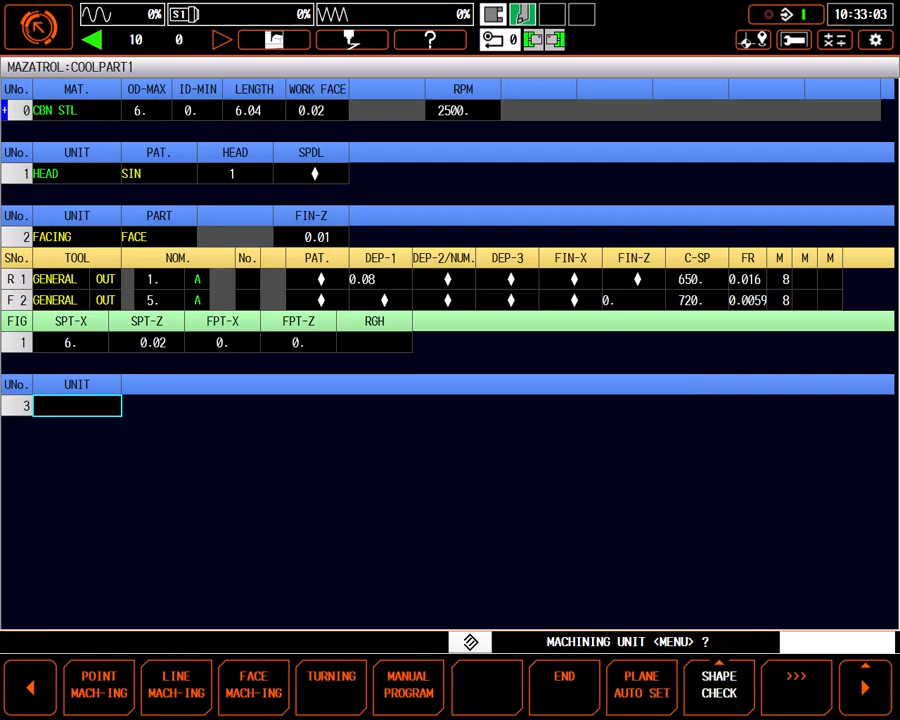 0% S1 0% 0% 10:33:03
10 0 ? 0
MAZATROL:COOLPART1
UNo. MAT. OD-MAX ID-MIN LENGTH WORK FACE RPM
+ 0 CBN STL 6. 0. 6.04 0.02 2500.
UNo. UNIT PAT. HEAD SPDL
1 HEAD SIN 1 ♦
UNo. UNIT PART FIN-Z
2 FACING FACE 0.01
SNo. TOOL NOM. No. PAT. DEP-1 DEP-2/NUM. DEP-3 FIN-X FIN-Z C-SP FR M M M
R 1 GENERAL OUT 1. A ♦ 0.08 ♦ ♦ ♦ ♦ 650. 0.016 8
F 2 GENERAL OUT 5. A ♦ ♦ ♦ ♦ ♦ 0. 720. 0.0059 8
FIG SPT-X SPT-Z FPT-X FPT-Z RGH
1 6. 0.02 0. 0.
UNo. UNIT
3
MACHINING UNIT <MENU> ?
POINT MACH-ING
LINE MACH-ING
FACE MACH-ING
TURNING
MANUAL PROGRAM
END
PLANE AUTO SET
SHAPE CHECK
>>>